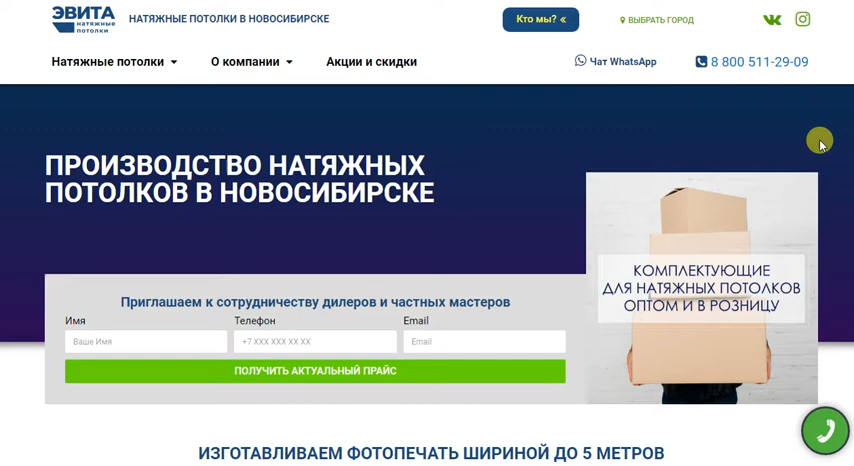 ЭВИТА
натяжные
потолки
НАТЯЖНЫЕ ПОТОЛКИ В НОВОСИБИРСКЕ
Кто мы? «
ВЫБРАТЬ ГОРОД
Натяжные потолки
О компании
Акции и скидки
Чат WhatsApp
8 800 511-29-09
ПРОИЗВОДСТВО НАТЯЖНЫХ
ПОТОЛКОВ В НОВОСИБИРСКЕ
КОМПЛЕКТУЮЩИЕ
ДЛЯ НАТЯЖНЫХ ПОТОЛКОВ
ОПТОМ И В РОЗНИЦУ
Приглашаем к сотрудничеству дилеров и частных мастеров
Имя
Телефон
Email
Ваше Имя
+7 XXX XXX XX XX
Email
ПОЛУЧИТЬ АКТУАЛЬНЫЙ ПРАЙС
ИЗГОТАВЛИВАЕМ ФОТОПЕЧАТЬ ШИРИНОЙ ДО 5 МЕТРОВ